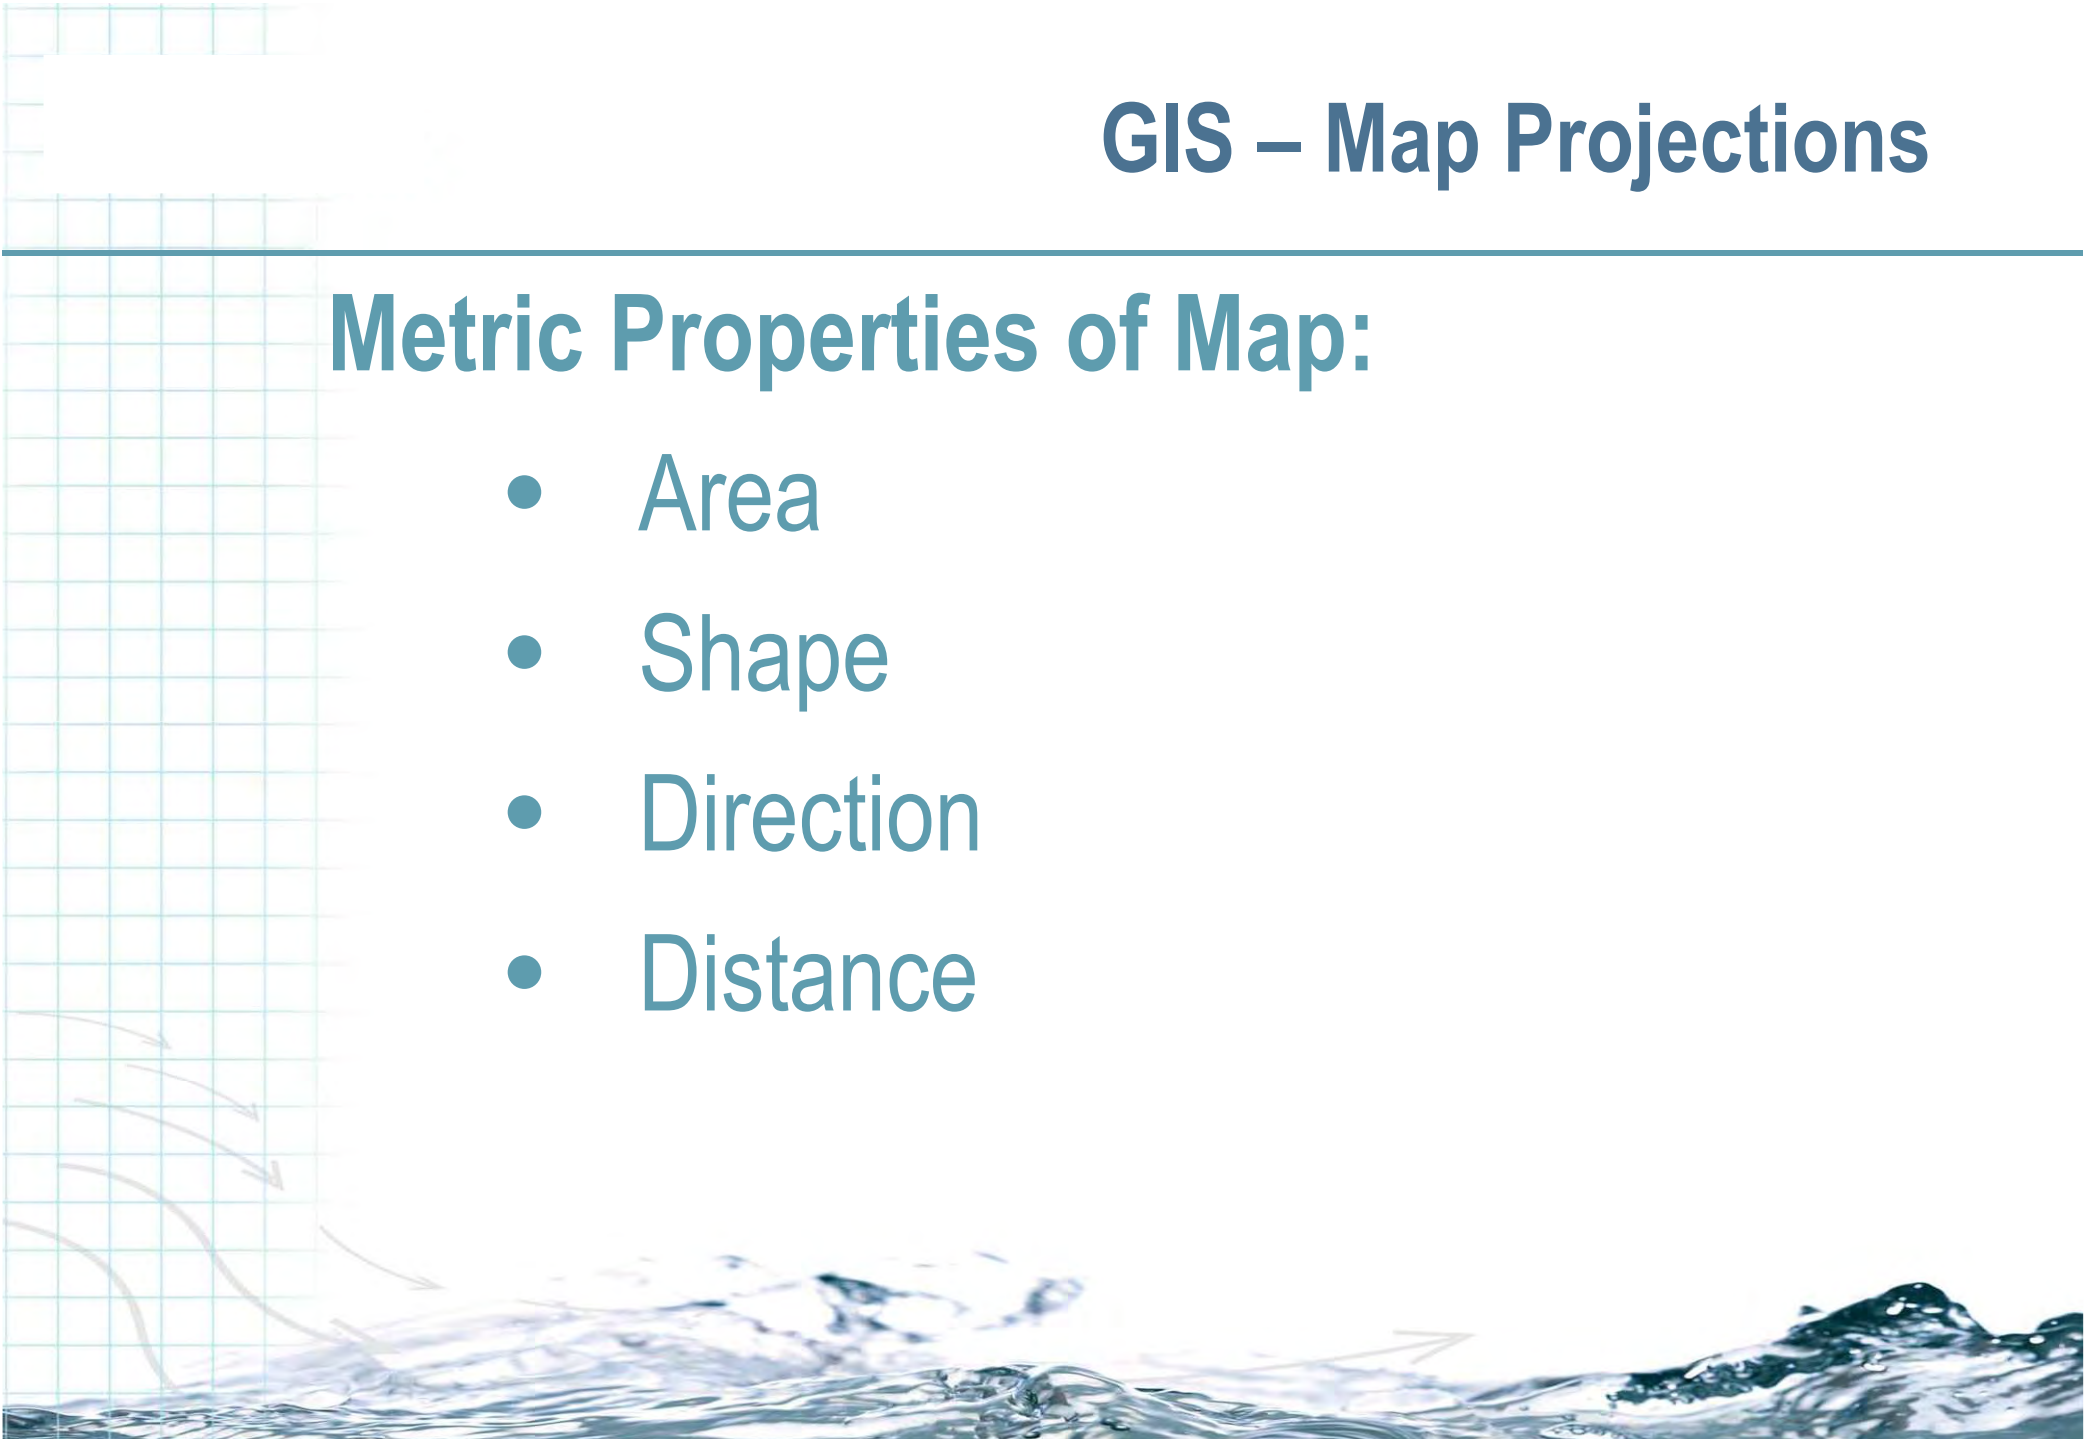 GIS – Map Projections
Metric Properties of Map:
• Area
• Shape
• Direction
• Distance